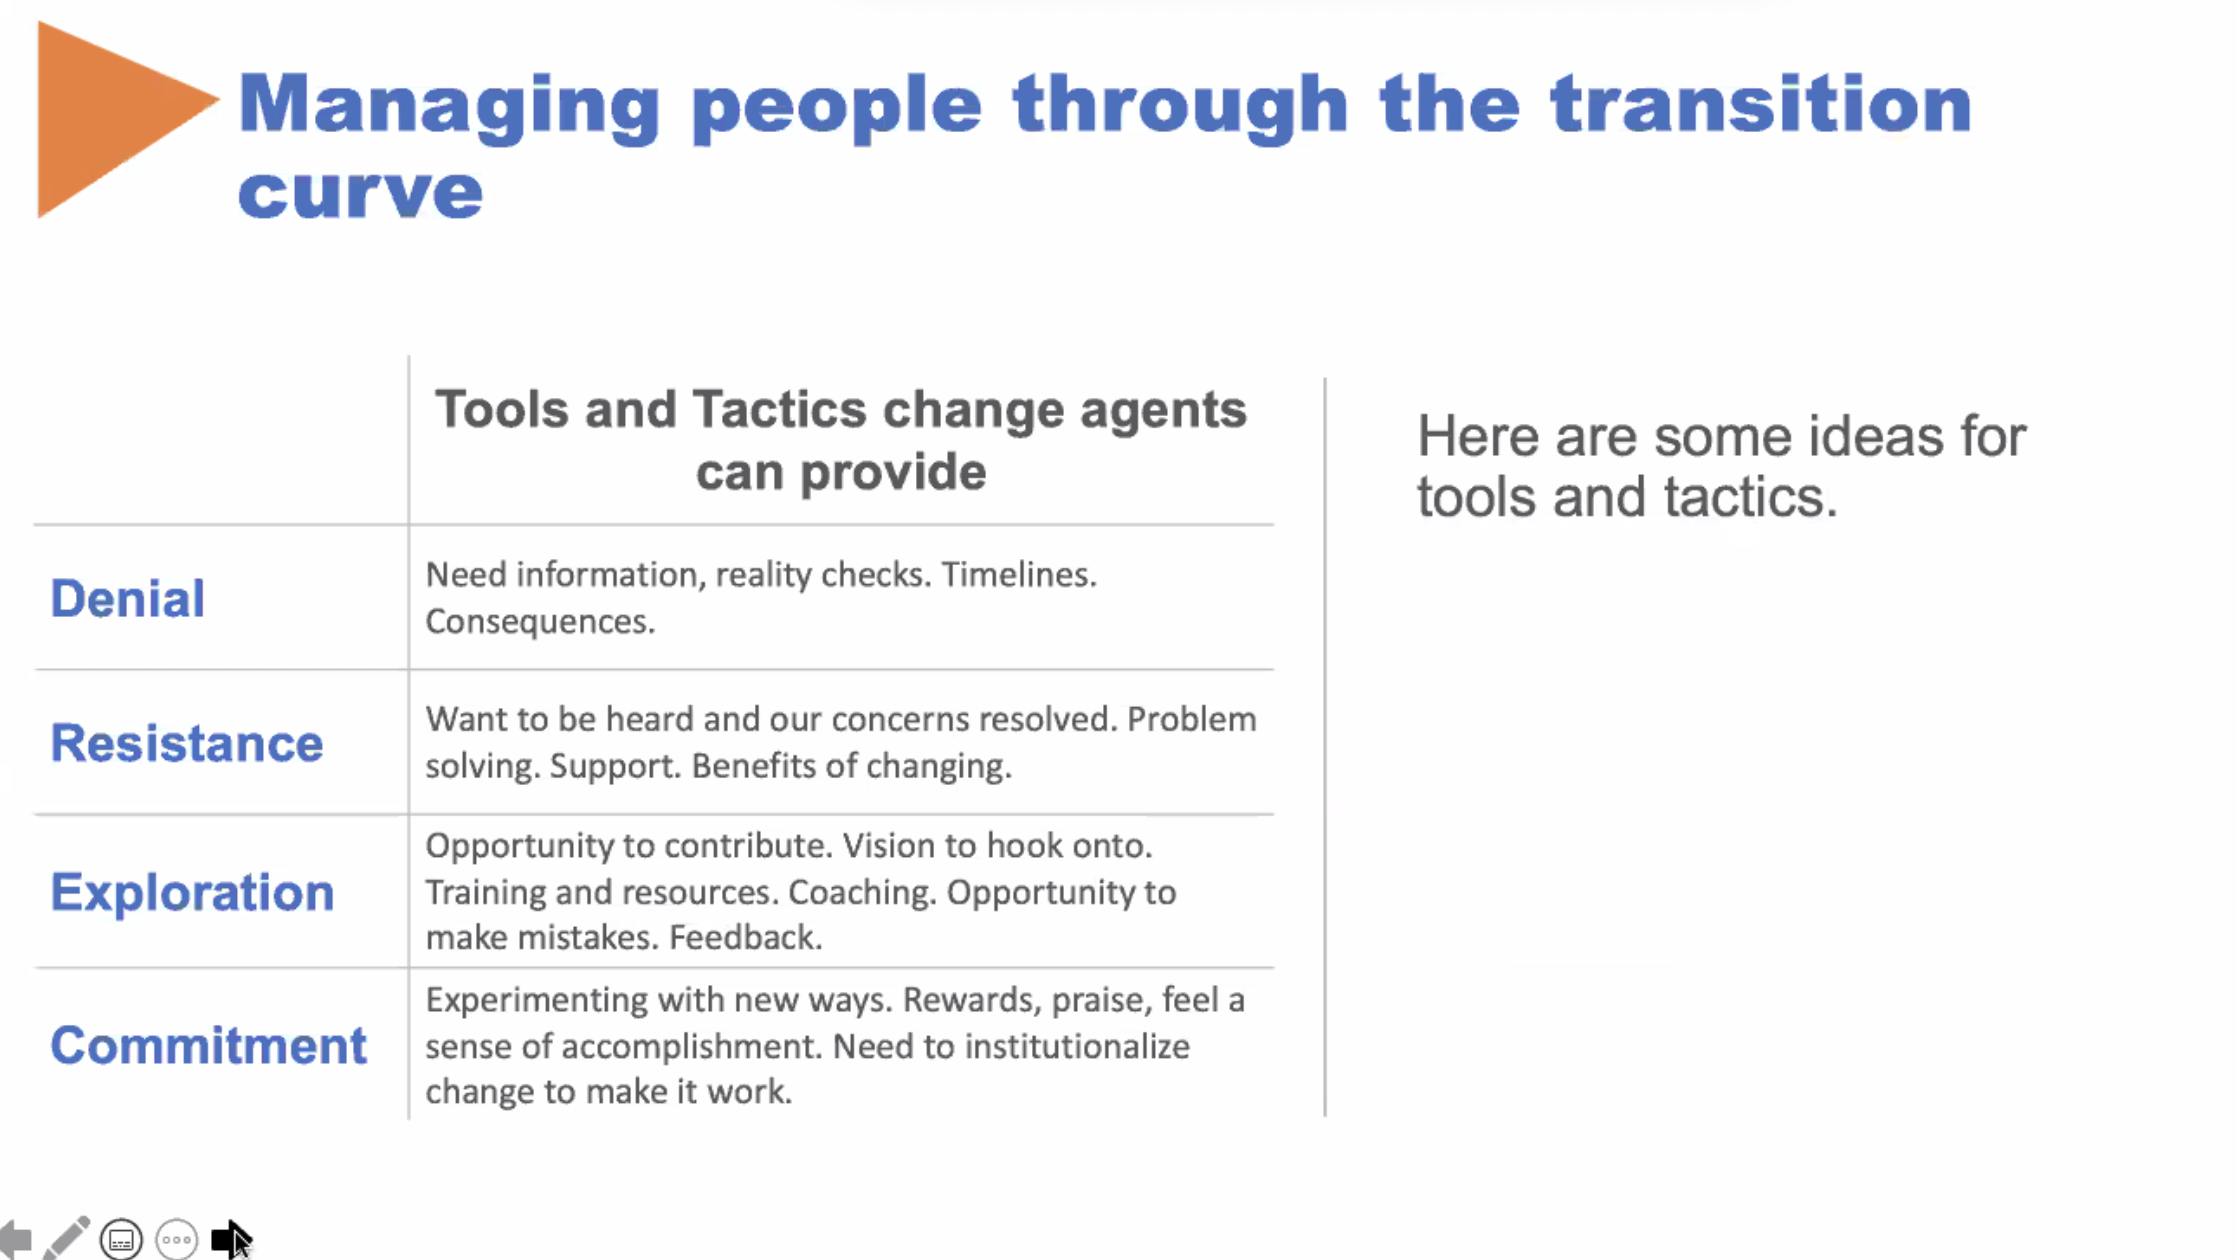 Managing people through the transition
curve
Tools and Tactics change agents
can provide
Denial
Need information, reality checks. Timelines.
Consequences.
Resistance
Want to be heard and our concerns resolved. Problem
solving. Support. Benefits of changing.
Exploration
Opportunity to contribute. Vision to hook onto.
Training and resources. Coaching. Opportunity to
make mistakes. Feedback.
Commitment
Experimenting with new ways. Rewards, praise, feel a
sense of accomplishment. Need to institutionalize
change to make it work.
Here are some ideas for
tools and tactics.